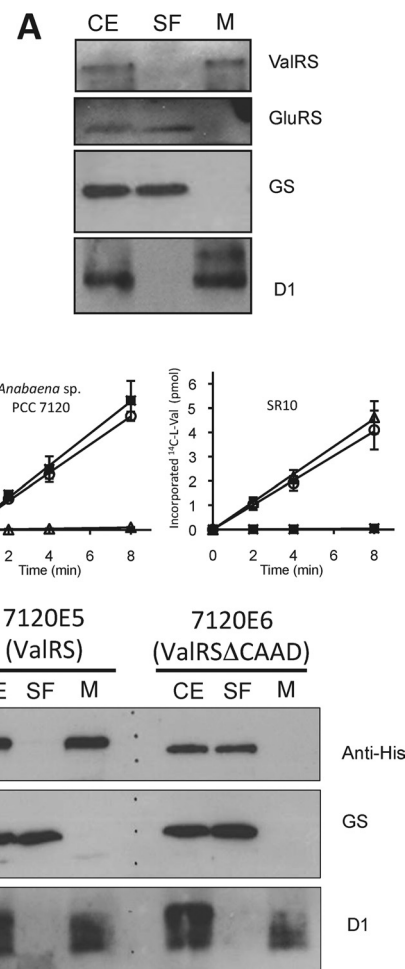 A
CE SF M
ValRS
GluRS
GS
D1
Anabaena sp.
PCC 7120
2 4 6 8
Time (min)
Incorporated ¹⁴C-L-Val (pmol)
6
5
4
3
2
1
0
SR10
0 2 4 6 8
Time (min)
7120E5
(ValRS)
7120E6
(ValRSΔCAAD)
E SF M
CE SF M
Anti-His
GS
D1